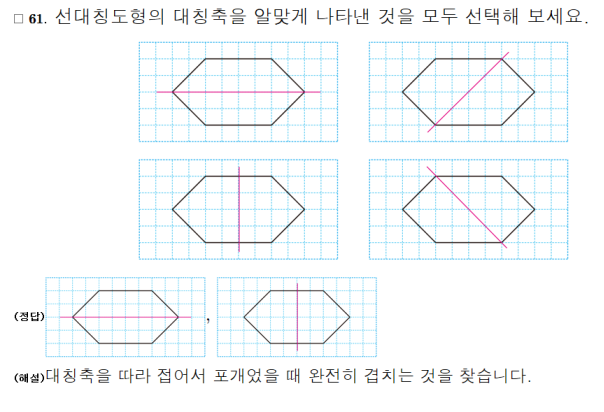 □ 61. 선대칭도형의 대칭축을 알맞게 나타낸 것을 모두 선택해 보세요.
(정답) ,
(해설)대칭축을 따라 접어서 포개었을 때 완전히 겹치는 것을 찾습니다.